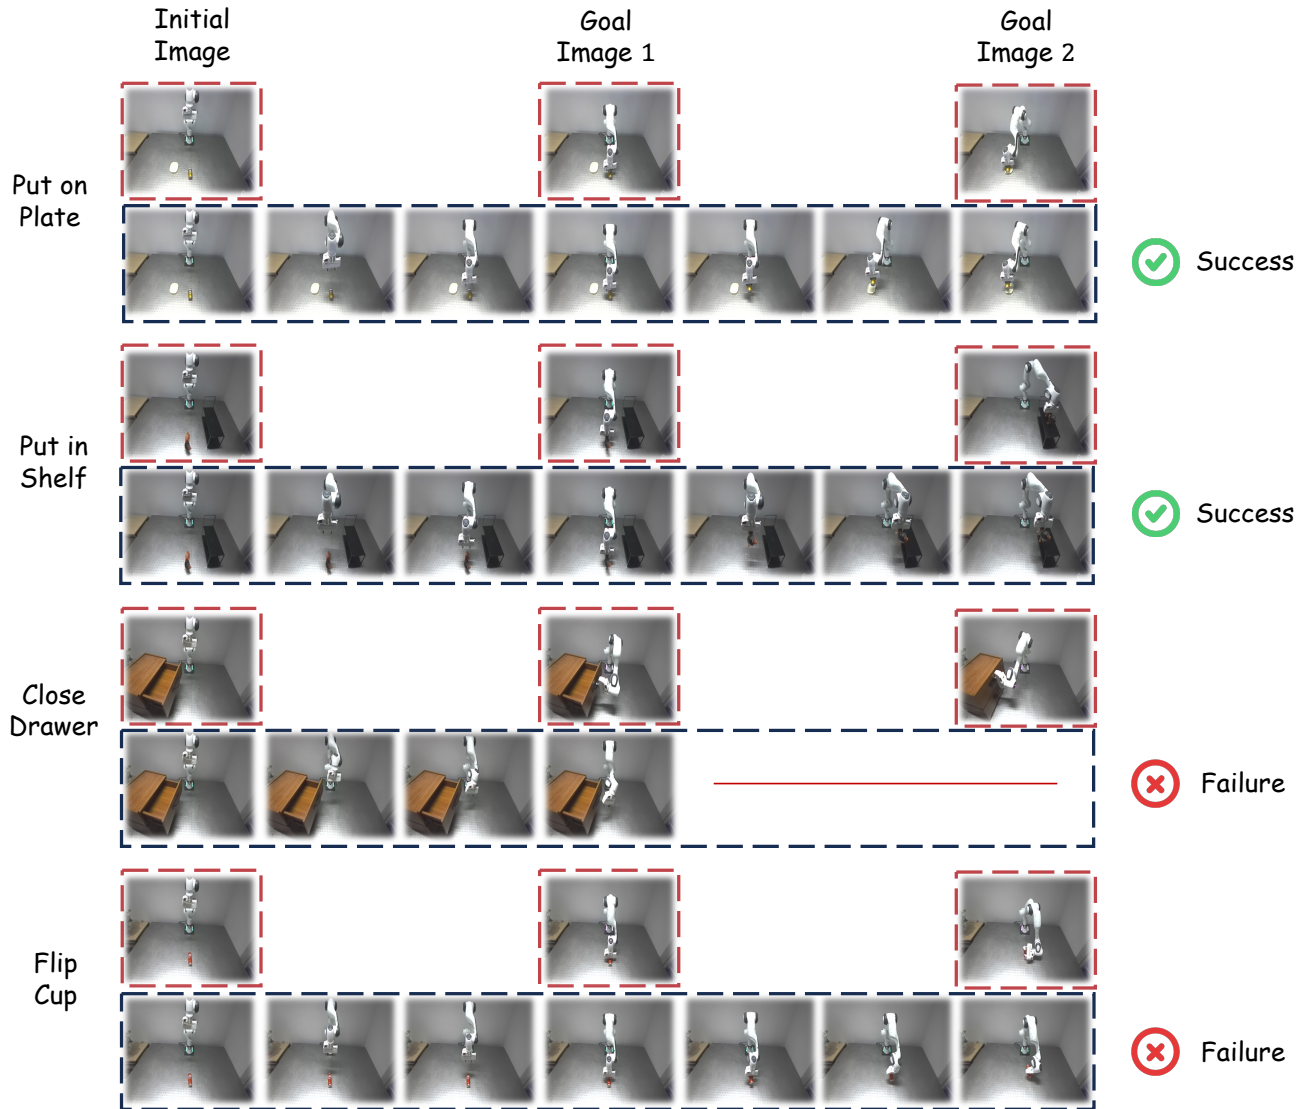 Initial
Image
Goal
Image 1
Goal
Image 2
Put on
Plate
Success
Put in
Shelf
Success
Close
Drawer
Failure
Flip
Cup
Failure